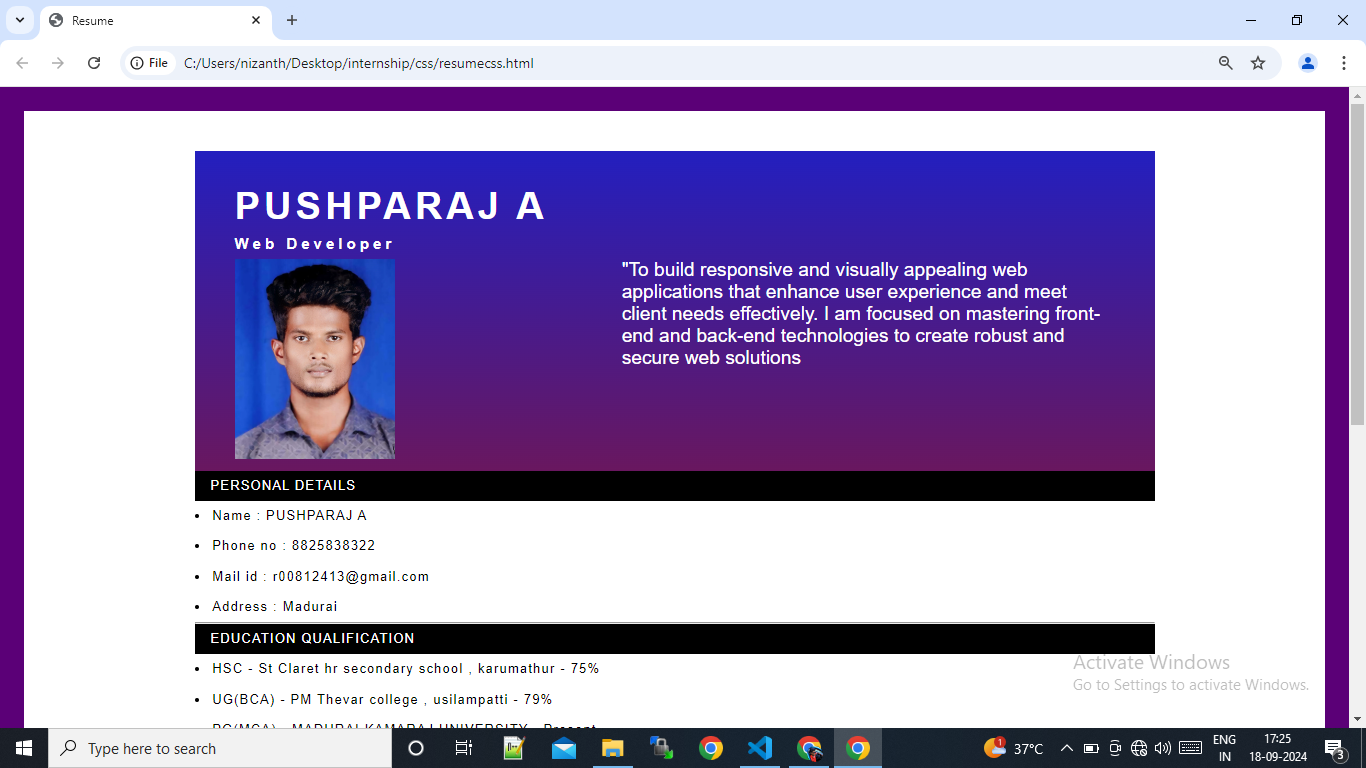 Resume
File
C:/Users/nizanth/Desktop/internship/css/resumecss.html
PUSHPARAJ A
Web Developer
"To build responsive and visually appealing web
applications that enhance user experience and meet
client needs effectively. I am focused on mastering front-
end and back-end technologies to create robust and
secure web solutions
PERSONAL DETAILS
Name : PUSHPARAJ A
Phone no : 8825838322
Mail id : r00812413@gmail.com
Address : Madurai
EDUCATION QUALIFICATION
HSC - St Claret hr secondary school , karumathur - 75%
UG(BCA) - PM Thevar college , usilampatti - 79%
PG(MCA) - MADURAI KAMARAJ UNIVERSITY - Present
Activate Windows
Go to Settings to activate Windows.
Type here to search
1
37°C
ENG
IN
17:25
18-09-2024
3